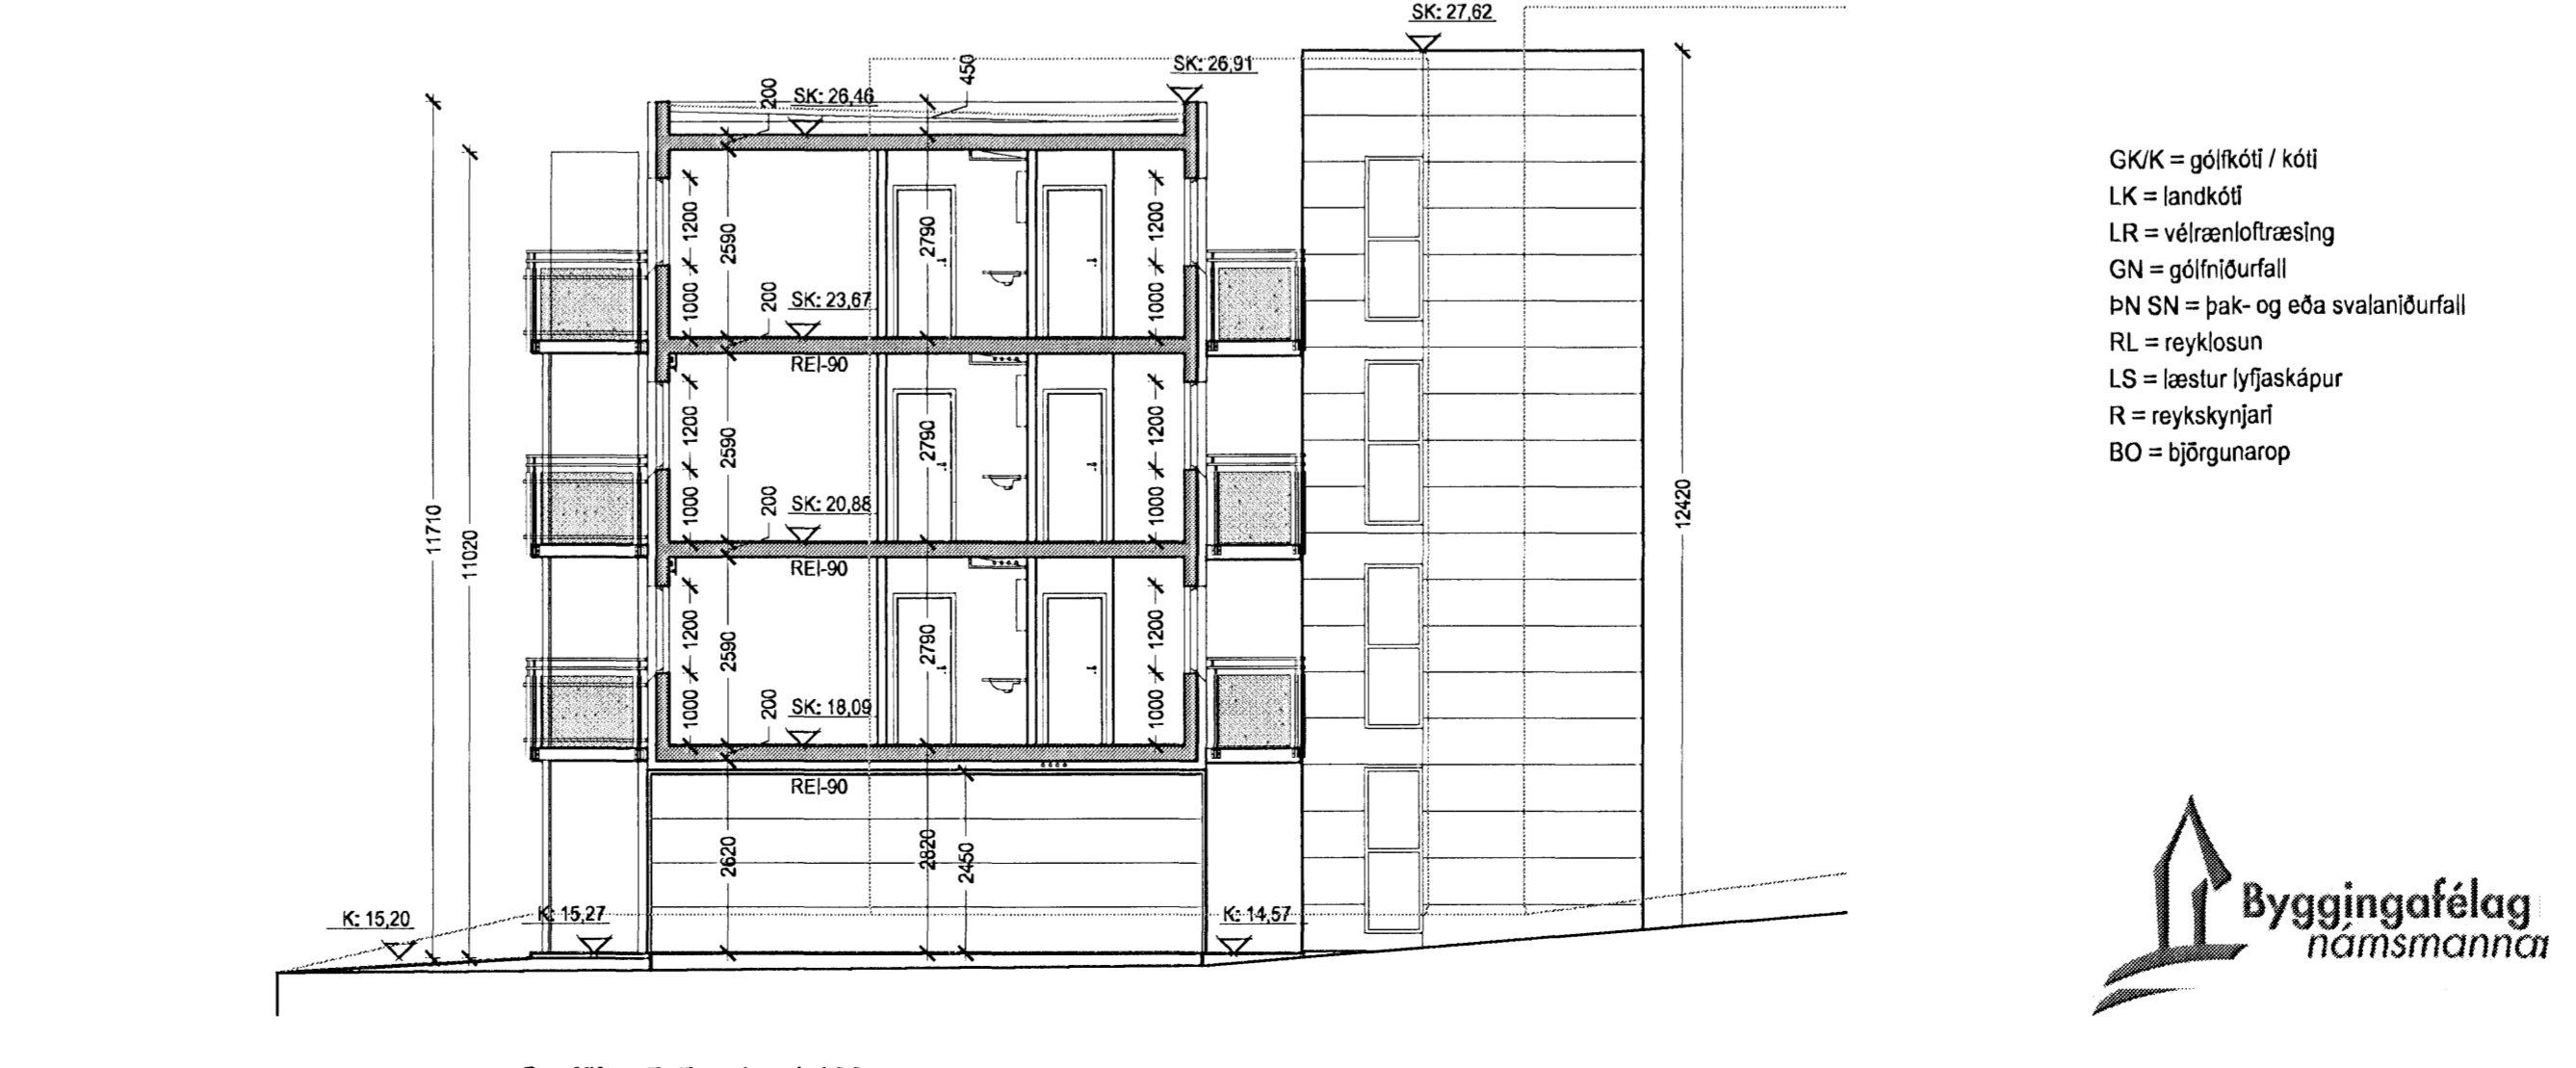 SK: 27,62
SK: 26,91
450
200
SK: 26,46
1200
2590
2790
1200
1000
200
SK: 23,67
1000
REI-90
1200
2590
2790
1200
1000
200
SK: 20,88
1000
REI-90
1200
2590
2790
1200
1000
200
SK: 18,09
1000
REI-90
2620
2820
2450
11710
11020
12420
K: 15,20
K: 15,27
K: 14,57
GK/K = gólfkóti / kóti
LK = landkóti
LR = vélrænloftræsing
GN = gólfniðurfall
ÞN SN = þak- og eða svalaniðurfall
RL = reyklosun
LS = læstur lyfjaskápur
R = reykskynjari
BO = björgunarop
Byggingafélag
námsmanna